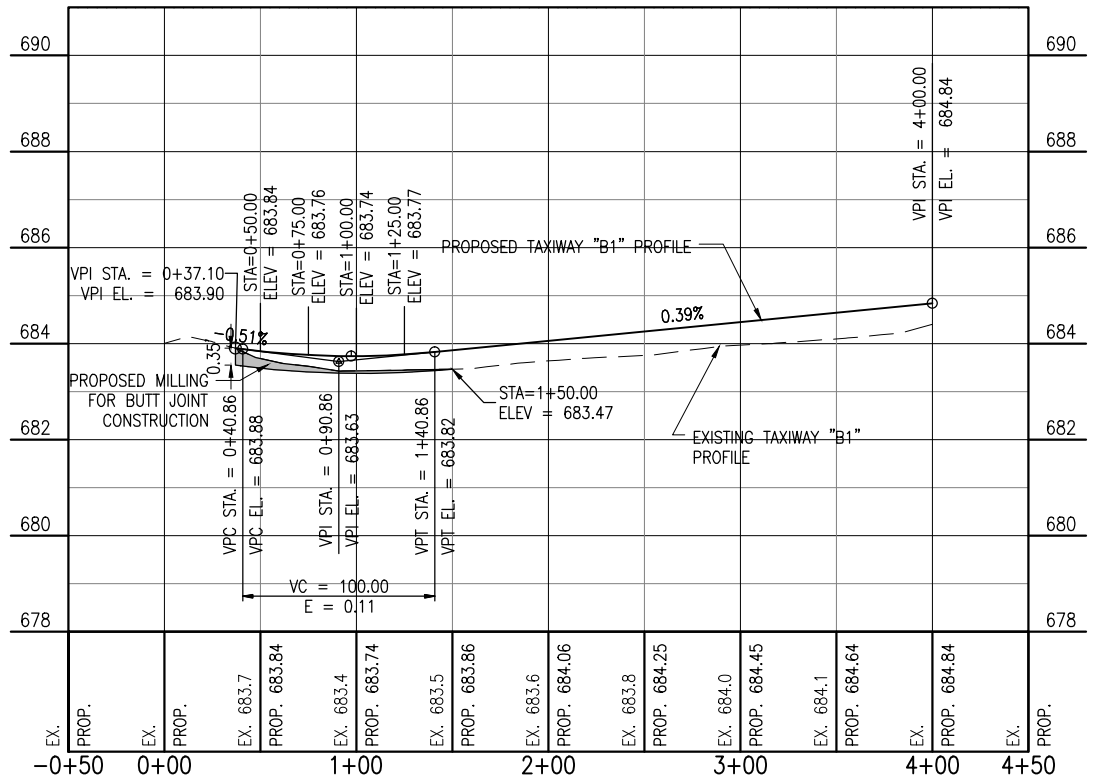 690
690
688
688
686
686
684
684
682
682
680
680
678
678
VPI STA. = 4+00.00
VPI EL. = 684.84
STA=0+50.00
ELEV = 683.84
STA=0+75.00
ELEV = 683.76
STA=1+00.00
ELEV = 683.74
STA=1+25.00
ELEV = 683.77
PROPOSED TAXIWAY "B1" PROFILE
VPI STA. = 0+37.10
VPI EL. = 683.90
-0.51%
0.39%
0.35'
PROPOSED MILLING
FOR BUTT JOINT
CONSTRUCTION
STA=1+50.00
ELEV = 683.47
EXISTING TAXIWAY "B1"
PROFILE
VPC STA. = 0+40.86
VPC EL. = 683.88
VPI STA. = 0+90.86
VPI EL. = 683.63
VPT STA. = 1+40.86
VPT EL. = 683.82
VC = 100.00
E = 0.11
EX.
PROP.
EX.
PROP.
EX. 683.7
PROP. 683.84
EX. 683.4
PROP. 683.74
EX. 683.5
PROP. 683.86
EX. 683.6
PROP. 684.06
EX. 683.8
PROP. 684.25
EX. 684.0
PROP. 684.45
EX. 684.1
PROP. 684.64
EX.
PROP. 684.84
EX.
PROP.
-0+50
0+00
1+00
2+00
3+00
4+00
4+50